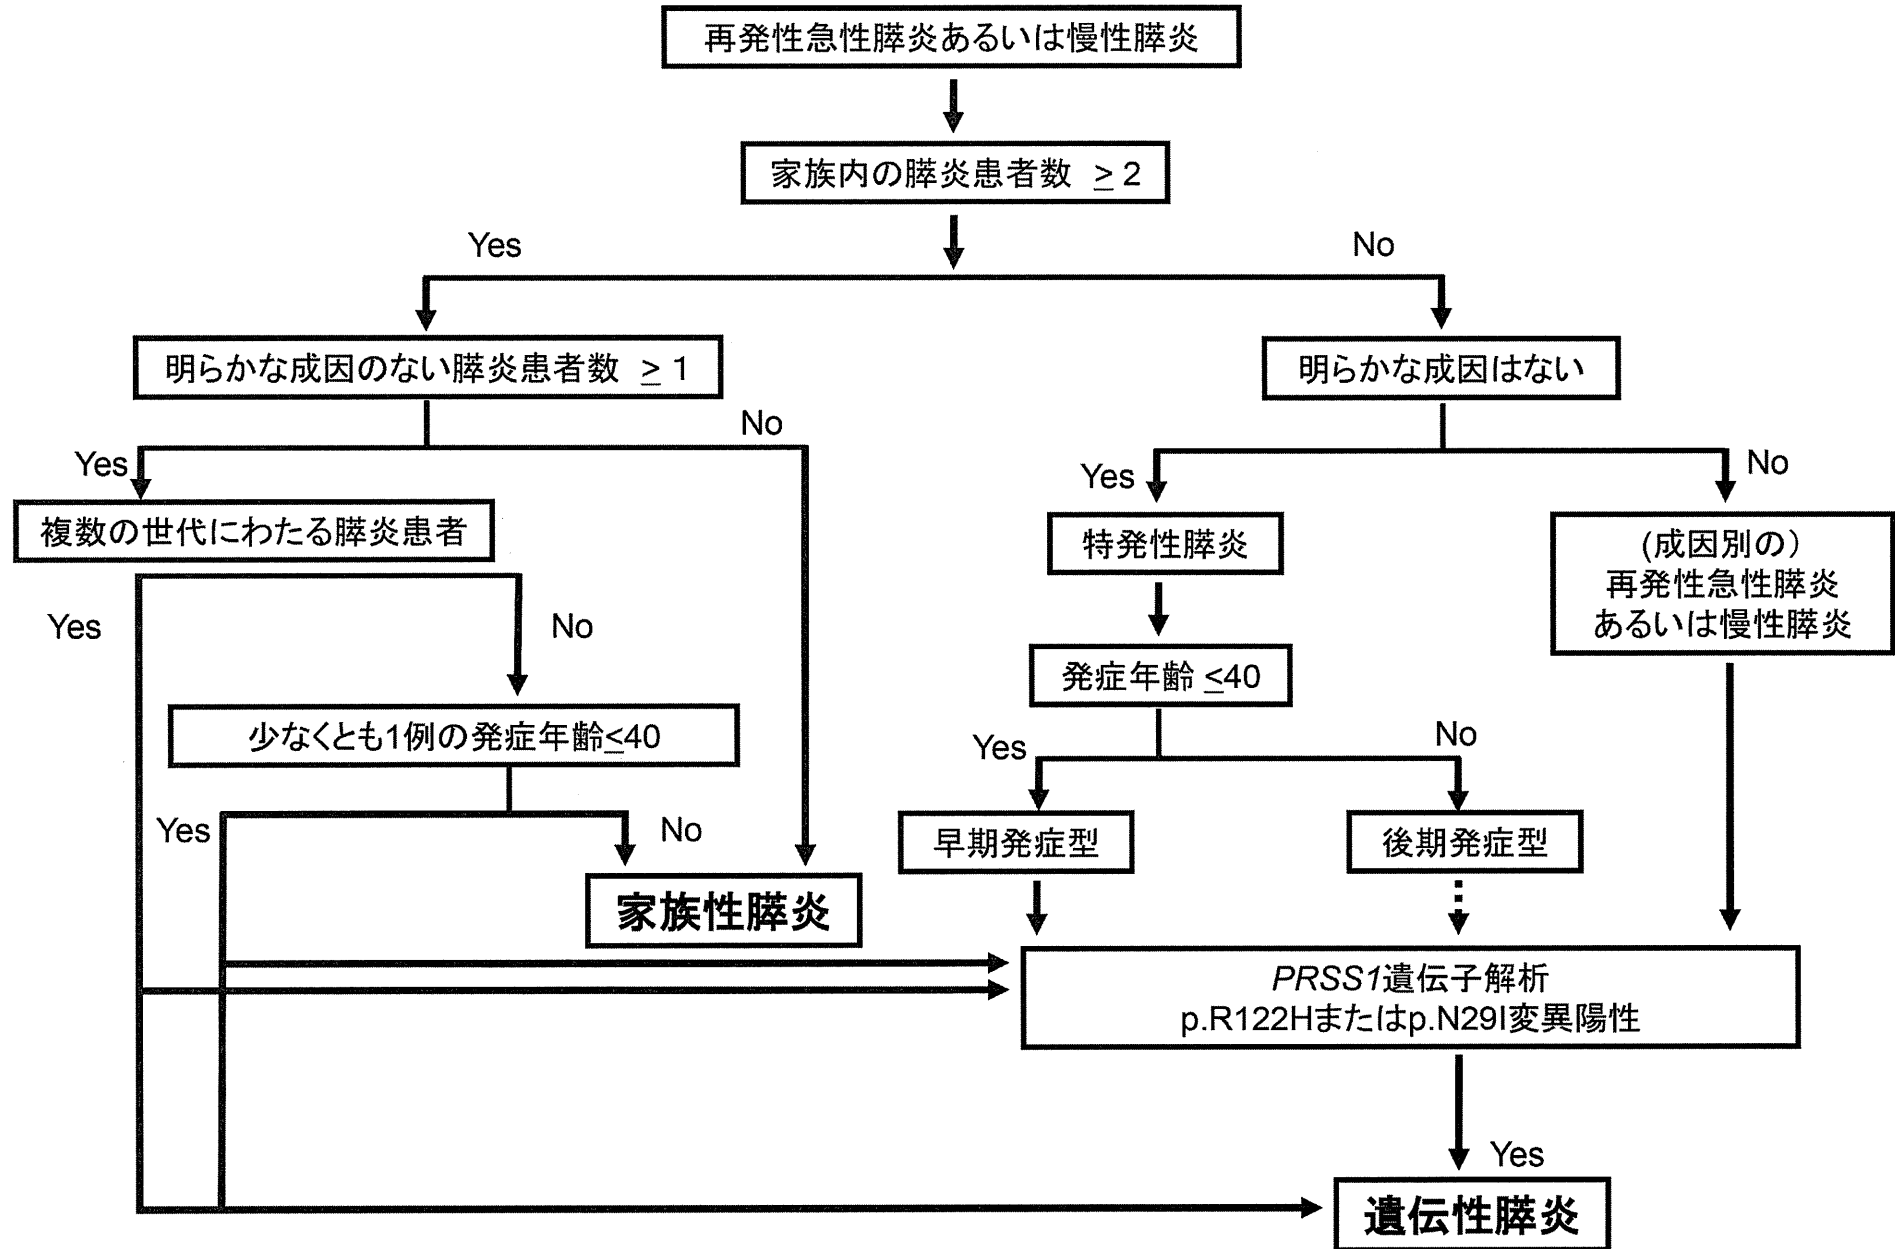 再発性急性膵炎あるいは慢性膵炎
家族内の膵炎患者数 ≥ 2
Yes
No
明らかな成因のない膵炎患者数 ≥ 1
明らかな成因はない
Yes
No
Yes
No
複数の世代にわたる膵炎患者
特発性膵炎
(成因別の)
再発性急性膵炎
あるいは慢性膵炎
Yes
No
発症年齢 ≤40
少なくとも1例の発症年齢≤40
Yes
No
Yes
No
早期発症型
後期発症型
家族性膵炎
PRSS1遺伝子解析
p.R122Hまたはp.N29I変異陽性
Yes
遺伝性膵炎